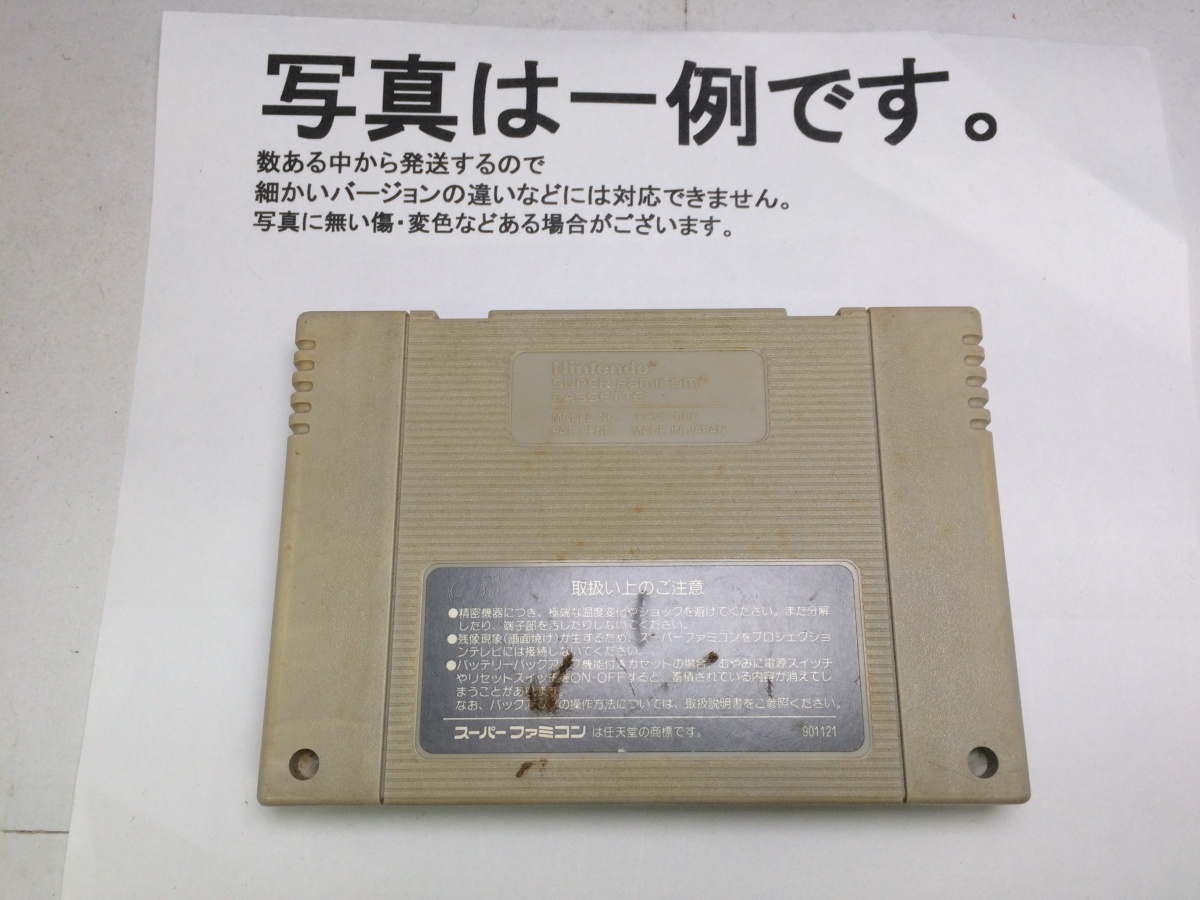 写真は一例です。
数ある中から発送するので
細かいバージョンの違いなどには対応できません。
写真に無い傷・変色などある場合がございます。
Nintendo
SUPER FAMICOM
CASSETTE
MODEL NO.
PAT. PEND. MADE IN JAPAN
取扱い上のご注意
●精密機器につき、極端な温度変化やショックを避けてください。また分解
したり、端子部を汚したりしないでください。
●残像現象(画面焼け)が生ずるため、スーパーファミコンをプロジェクショ
ンテレビには接続しないでください。
●バッテリーバックアップ機能付きカセットの場合、むやみに電源スイッチ
やリセットスイッチをON・OFFすると、蓄積されている内容が消えてし
まうことがあります。
なお、バックアップの操作方法については、取扱説明書をご参照ください。
スーパーファミコン は任天堂の商標です。 901121